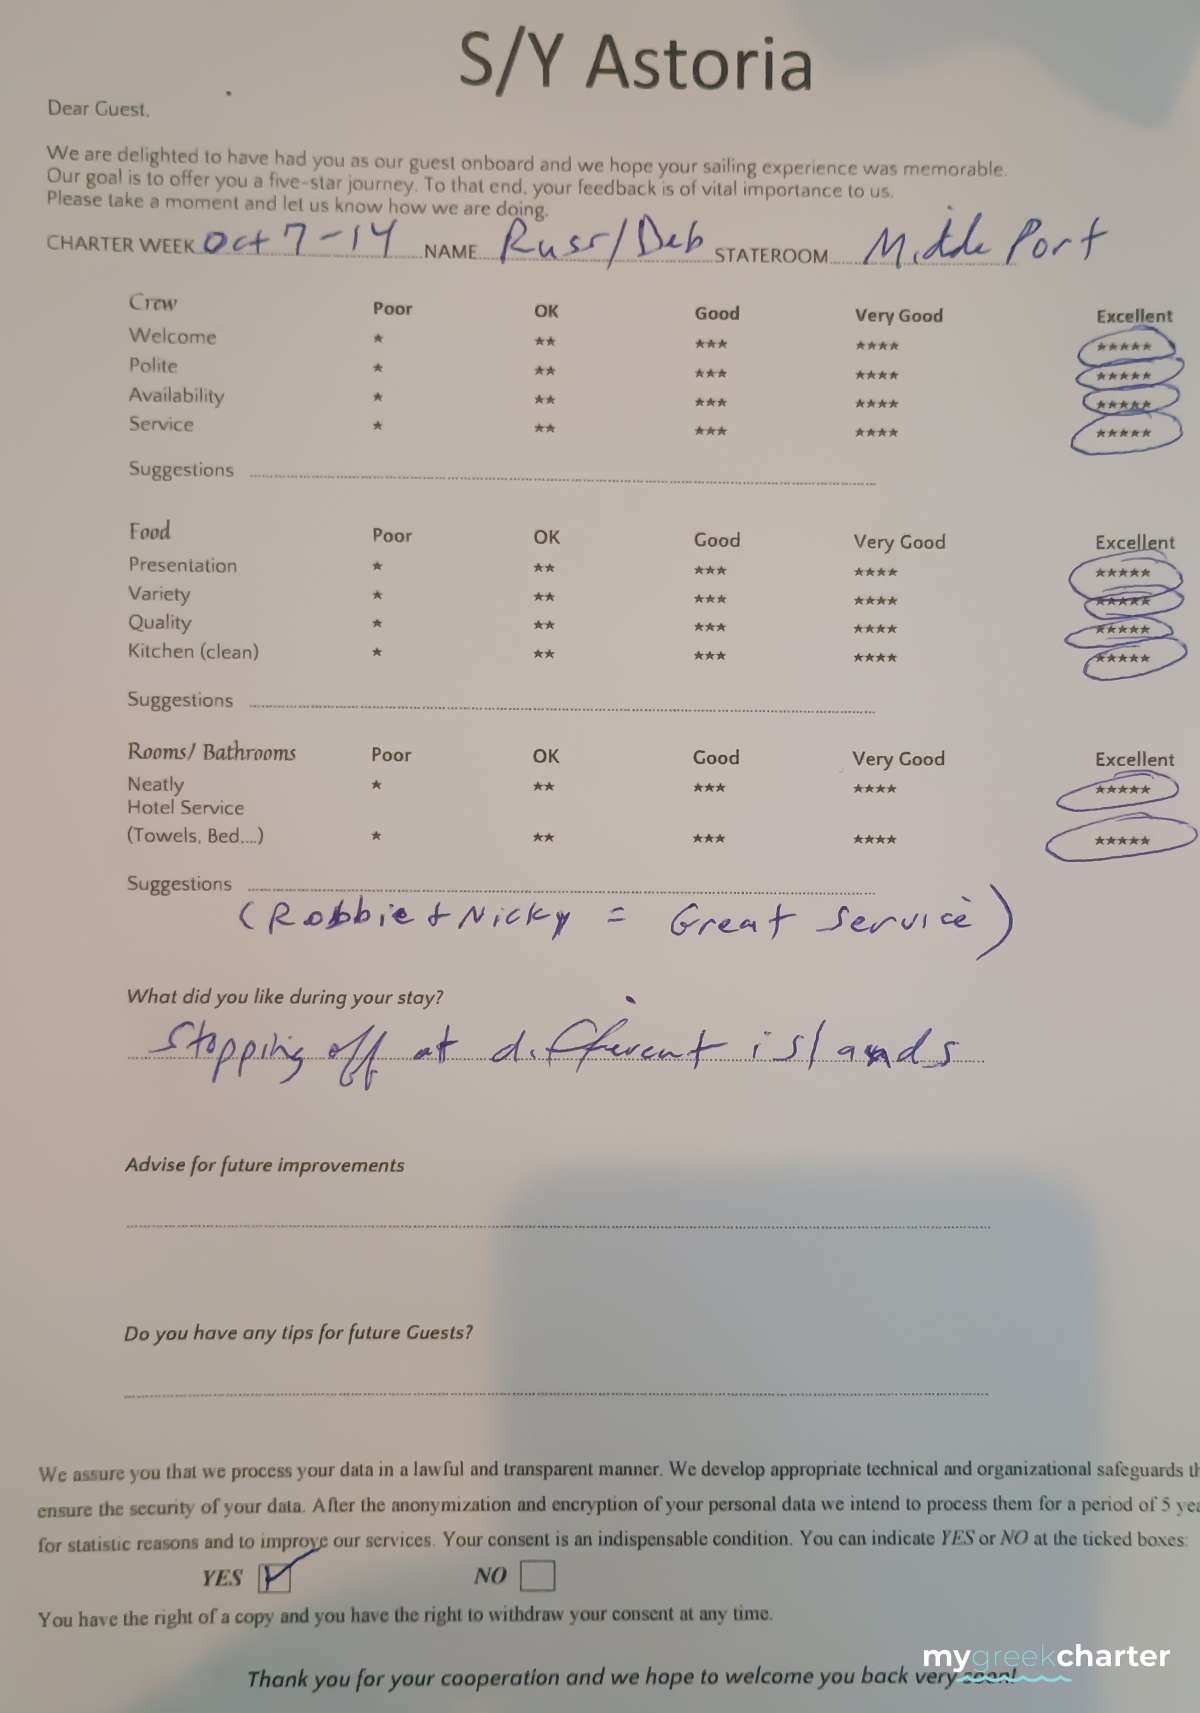 S/Y Astoria
Dear Guest,
We are delighted to have had you as our guest onboard and we hope your sailing experience was memorable.
Our goal is to offer you a five-star journey. To that end, your feedback is of vital importance to us.
Please take a moment and let us know how we are doing.
CHARTER WEEK Oct 7-14 NAME Russ/Deb STATEROOM Middle Port
Crew Poor OK Good Very Good Excellent
Welcome * ** *** **** *****
Polite * ** *** **** *****
Availability * ** *** **** *****
Service * ** *** **** *****
Suggestions
Food Poor OK Good Very Good Excellent
Presentation * ** *** **** *****
Variety * ** *** **** *****
Quality * ** *** **** *****
Kitchen (clean) * ** *** **** *****
Suggestions
Rooms/ Bathrooms Poor OK Good Very Good Excellent
Neatly * ** *** **** *****
Hotel Service
(Towels, Bed....) * ** *** **** *****
Suggestions
(Robbie + Nicky = Great Service)
What did you like during your stay?
Stopping off at different islands
Advise for future improvements
Do you have any tips for future Guests?
We assure you that we process your data in a lawful and transparent manner. We develop appropriate technical and organizational safeguards th
ensure the security of your data. After the anonymization and encryption of your personal data we intend to process them for a period of 5 yea
for statistic reasons and to improve our services. Your consent is an indispensable condition. You can indicate YES or NO at the ticked boxes:
YES NO
You have the right of a copy and you have the right to withdraw your consent at any time.
mygreekcharter
Thank you for your cooperation and we hope to welcome you back very soon!